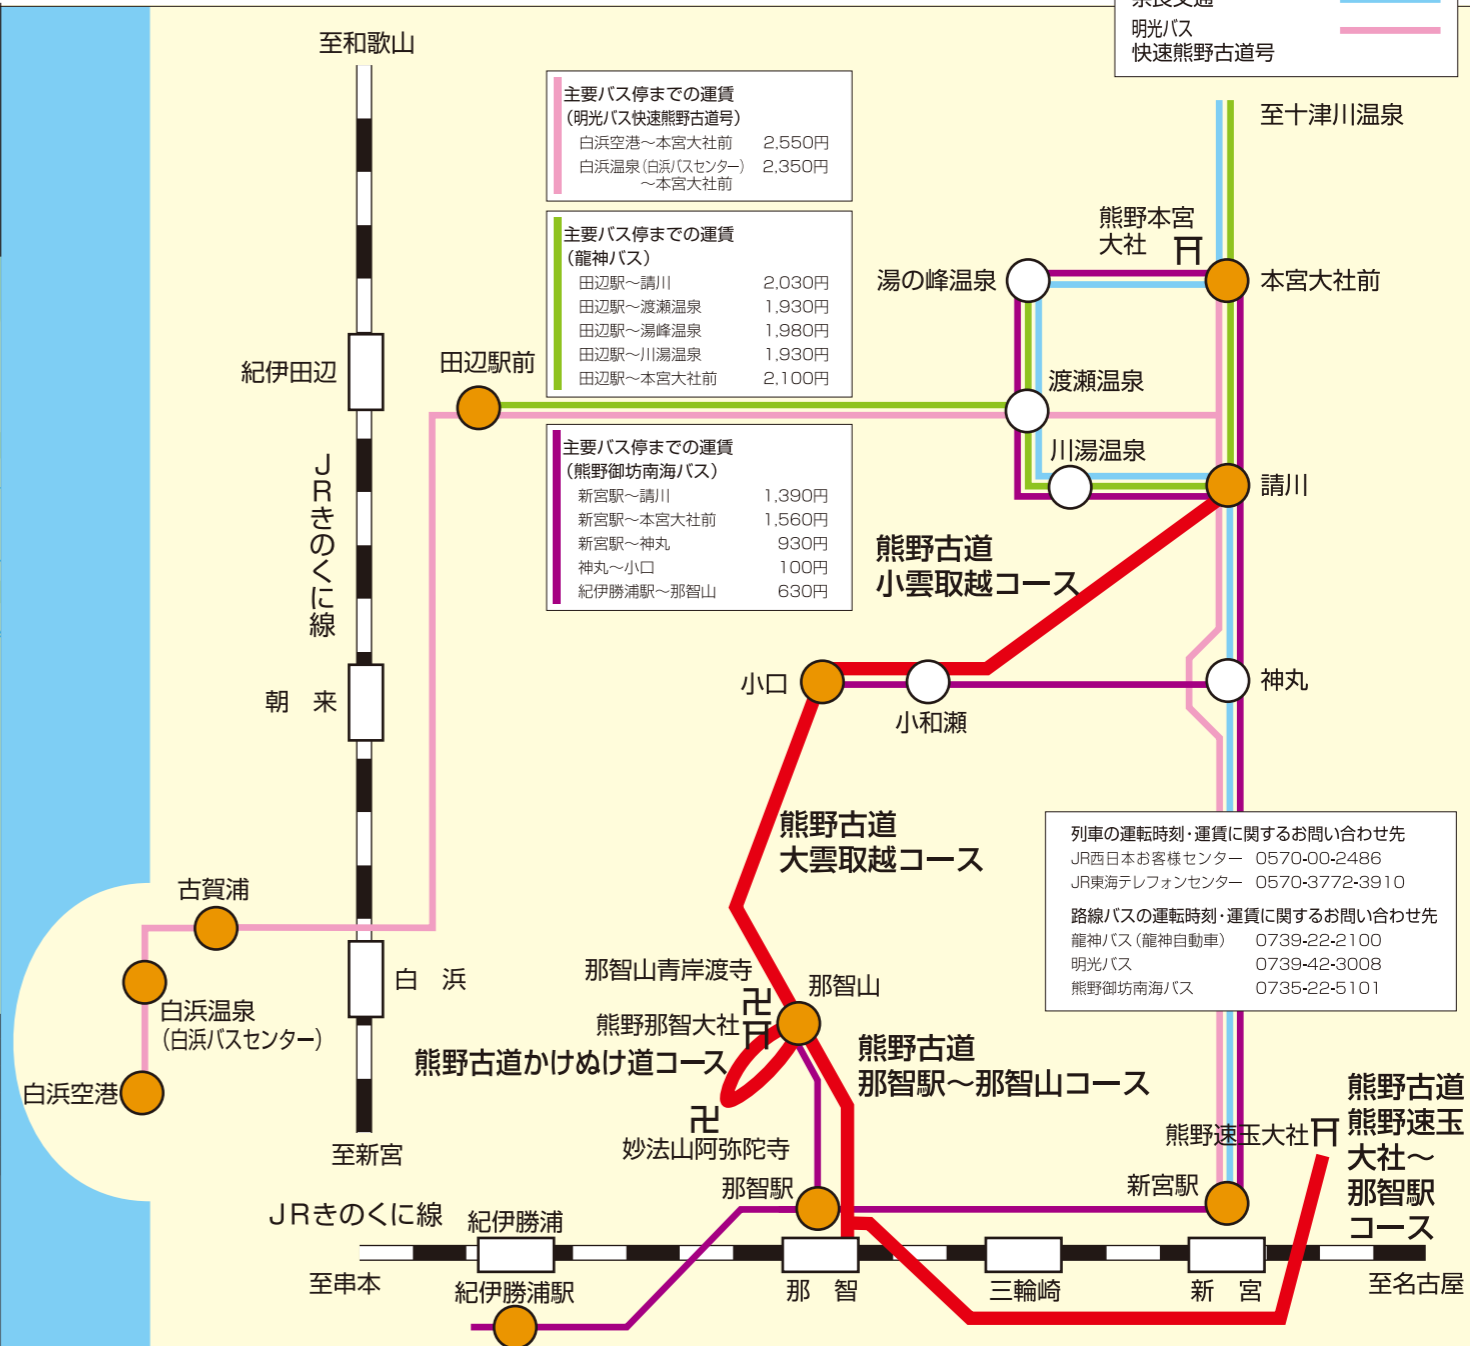 奈良交通
明光バス
快速熊野古道号
至和歌山
主要バス停までの運賃
(明光バス快速熊野古道号)
白浜空港〜本宮大社前 2,550円
白浜温泉(白浜バスセンター) 2,350円
〜本宮大社前
至十津川温泉
主要バス停までの運賃
(龍神バス)
田辺駅〜請川 2,030円
田辺駅〜渡瀬温泉 1,930円
田辺駅〜湯峰温泉 1,980円
田辺駅〜川湯温泉 1,930円
田辺駅〜本宮大社前 2,100円
熊野本宮
大社
湯の峰温泉
本宮大社前
紀伊田辺
田辺駅前
渡瀬温泉
主要バス停までの運賃
(熊野御坊南海バス)
新宮駅〜請川 1,390円
新宮駅〜本宮大社前 1,560円
新宮駅〜神丸 930円
神丸〜小口 100円
紀伊勝浦駅〜那智山 630円
川湯温泉
請川
JRきのくに線
熊野古道
小雲取越コース
朝 来
小口
小和瀬
神丸
熊野古道
大雲取越コース
列車の運転時刻・運賃に関するお問い合わせ先
JR西日本お客様センター 0570-00-2486
JR東海テレフォンセンター 0570-3772-3910
路線バスの運転時刻・運賃に関するお問い合わせ先
龍神バス(龍神自動車) 0739-22-2100
明光バス 0739-42-3008
熊野御坊南海バス 0735-22-5101
古賀浦
白 浜
白浜温泉
(白浜バスセンター)
白浜空港
那智山青岸渡寺
那智山
熊野那智大社
熊野古道かけぬけ道コース
熊野古道
那智駅〜那智山コース
妙法山阿弥陀寺
熊野速玉大社
熊野古道
熊野速玉
大社〜
那智駅
コース
至新宮
那智駅
新宮駅
JRきのくに線
紀伊勝浦
至串本
紀伊勝浦駅
那 智
三輪崎
新 宮
至名古屋